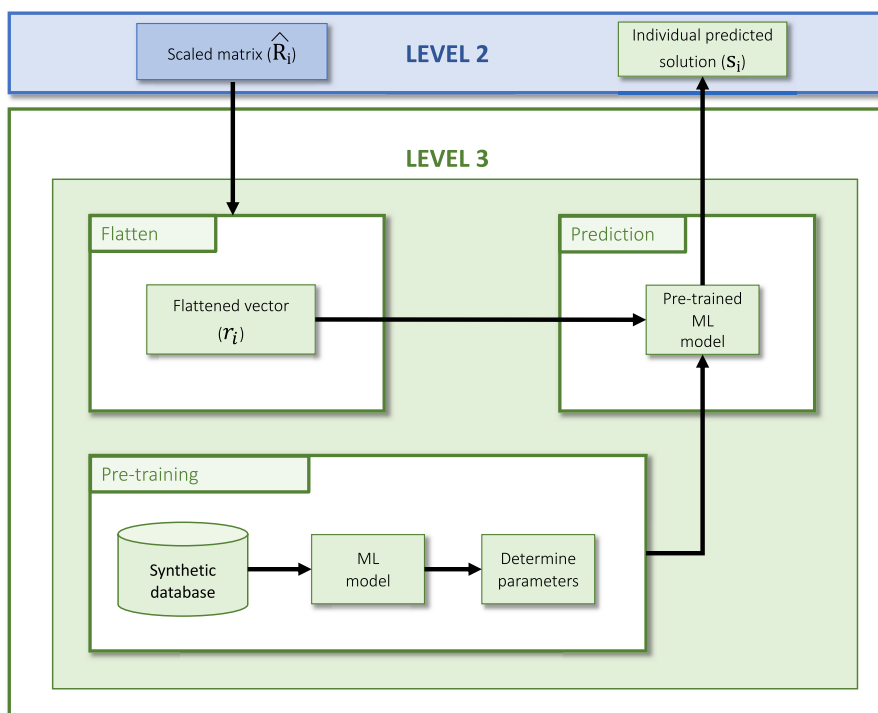 Scaled matrix (R̂ᵢ)
LEVEL 2
Individual predicted
solution (sᵢ)
LEVEL 3
Flatten
Flattened vector
(rᵢ)
Prediction
Pre-trained
ML
model
Pre-training
Synthetic
database
ML
model
Determine
parameters